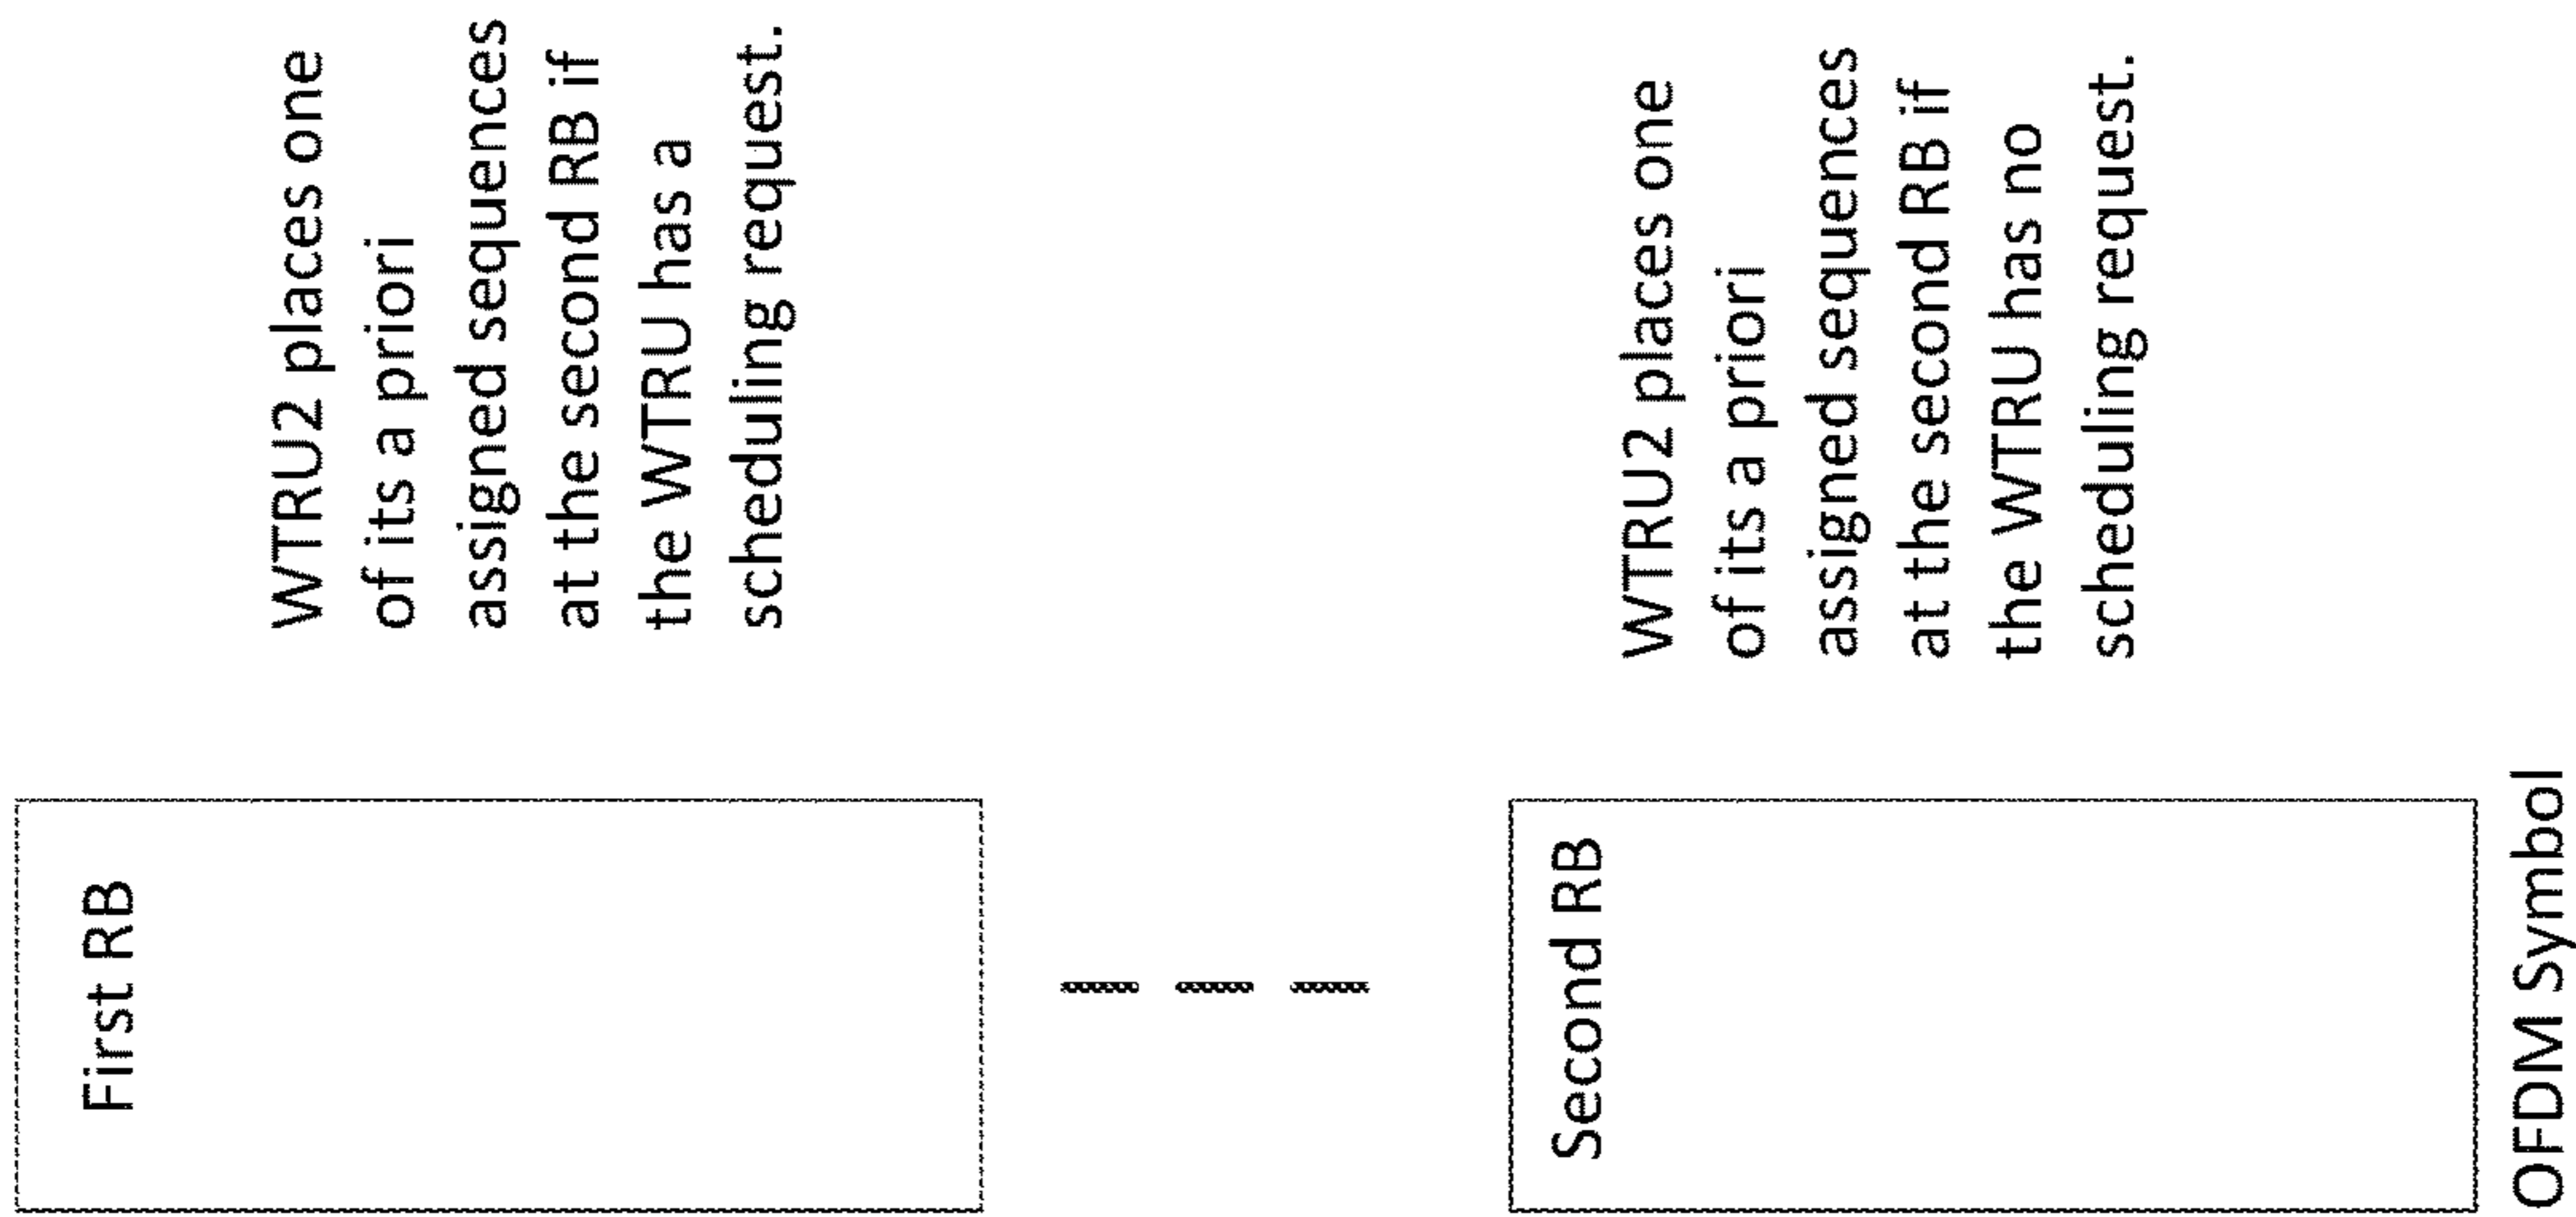 First RB
WTRU2 places one
of its a priori
assigned sequences
at the second RB if
the WTRU has a
scheduling request.
Second RB
WTRU2 places one
of its a priori
assigned sequences
at the second RB if
the WTRU has no
scheduling request.
OFDM Symbol